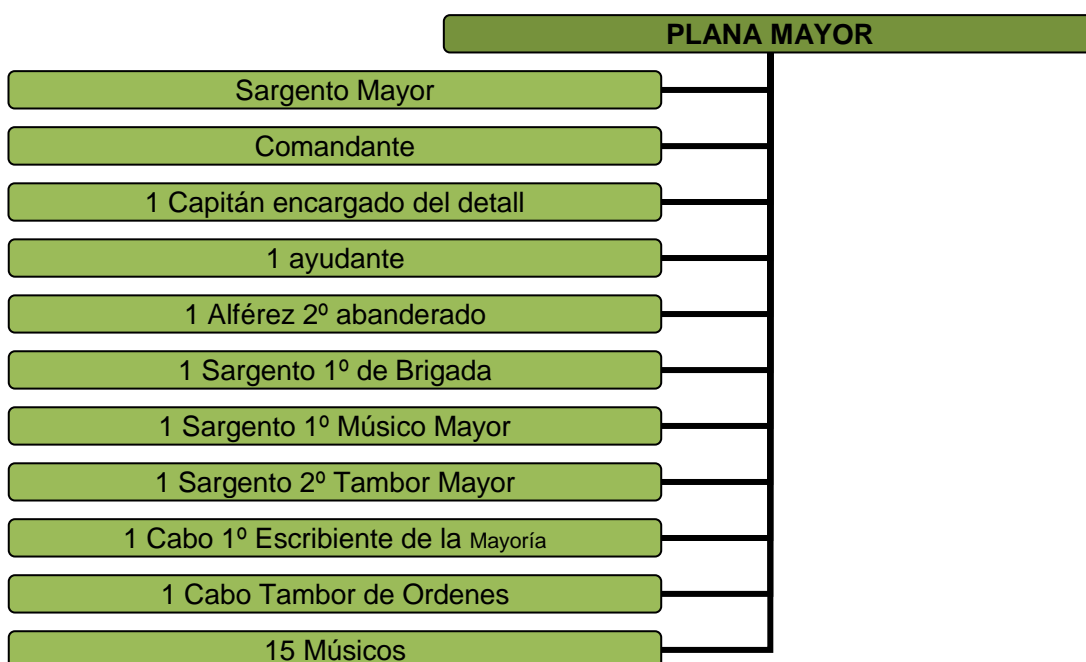 PLANA MAYOR
Sargento Mayor
Comandante
1 Capitán encargado del detall
1 ayudante
1 Alférez 2º abanderado
1 Sargento 1º de Brigada
1 Sargento 1º Músico Mayor
1 Sargento 2º Tambor Mayor
1 Cabo 1º Escribiente de la Mayoría
1 Cabo Tambor de Ordenes
15 Músicos